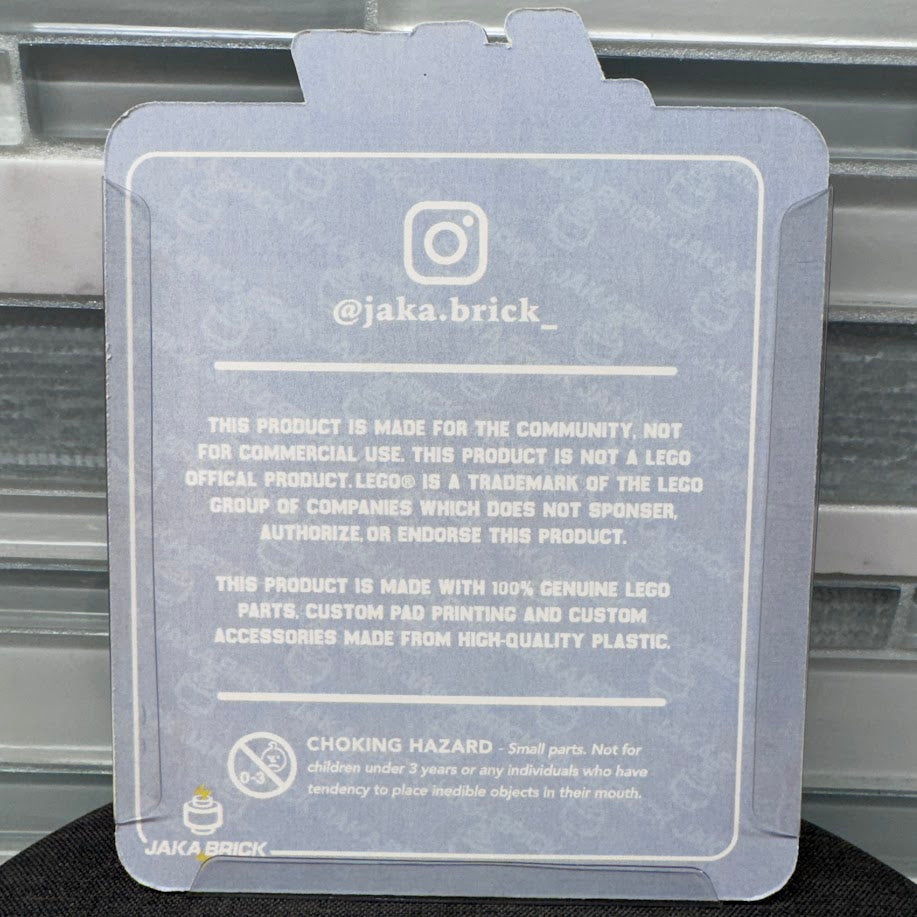 @jaka.brick_
THIS PRODUCT IS MADE FOR THE COMMUNITY, NOT
FOR COMMERCIAL USE. THIS PRODUCT IS NOT A LEGO
OFFICAL PRODUCT. LEGO® IS A TRADEMARK OF THE LEGO
GROUP OF COMPANIES WHICH DOES NOT SPONSER,
AUTHORIZE, OR ENDORSE THIS PRODUCT.
THIS PRODUCT IS MADE WITH 100% GENUINE LEGO
PARTS, CUSTOM PAD PRINTING AND CUSTOM
ACCESSORIES MADE FROM HIGH-QUALITY PLASTIC.
CHOKING HAZARD - Small parts. Not for
children under 3 years or any individuals who have
tendency to place inedible objects in their mouth.
0-3
JAKA BRICK